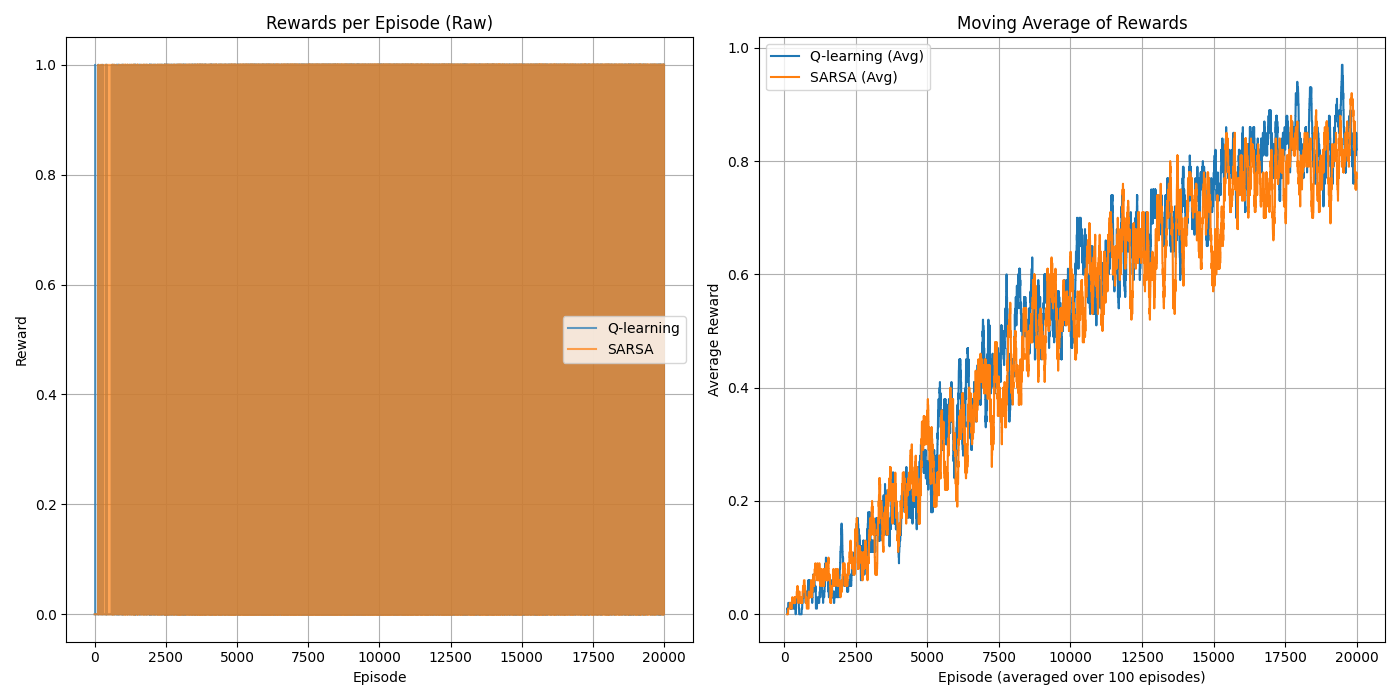 Rewards per Episode (Raw)
Reward
1.0
0.8
0.6
0.4
0.2
0.0
Q-learning
SARSA
0 2500 5000 7500 10000 12500 15000 17500 20000
Episode
Moving Average of Rewards
Average Reward
1.0
0.8
0.6
0.4
0.2
0.0
Q-learning (Avg)
SARSA (Avg)
0 2500 5000 7500 10000 12500 15000 17500 20000
Episode (averaged over 100 episodes)